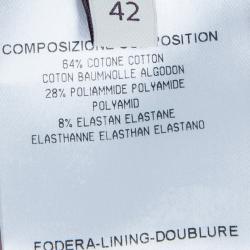 42
COMPOSIZIONE COMPOSITION
64% COTONE COTTON
COTON BAUMWOLLE ALGODON
28% POLIAMMIDE POLYAMIDE
POLYAMID
8% ELASTAN ELASTANE
ELASTHANNE ELASTHAN ELASTANO
FODERA-LINING-DOUBLURE